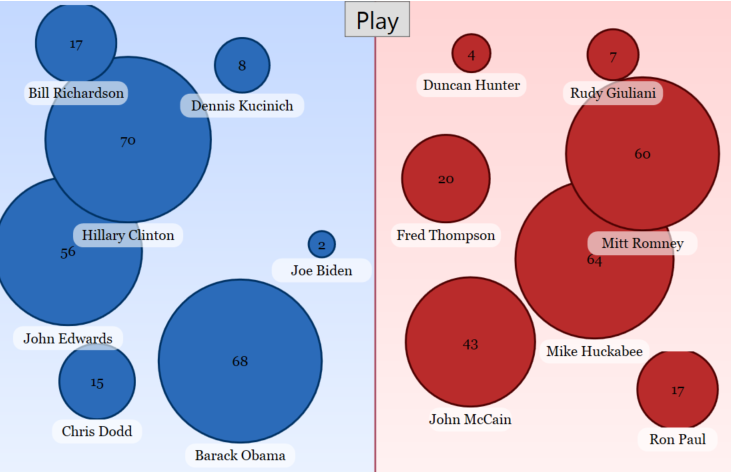 Play
17
Bill Richardson
8
Dennis Kucinich
70
Hillary Clinton
56
John Edwards
2
Joe Biden
68
Barack Obama
15
Chris Dodd
4
Duncan Hunter
7
Rudy Giuliani
60
Mitt Romney
20
Fred Thompson
64
Mike Huckabee
43
John McCain
17
Ron Paul